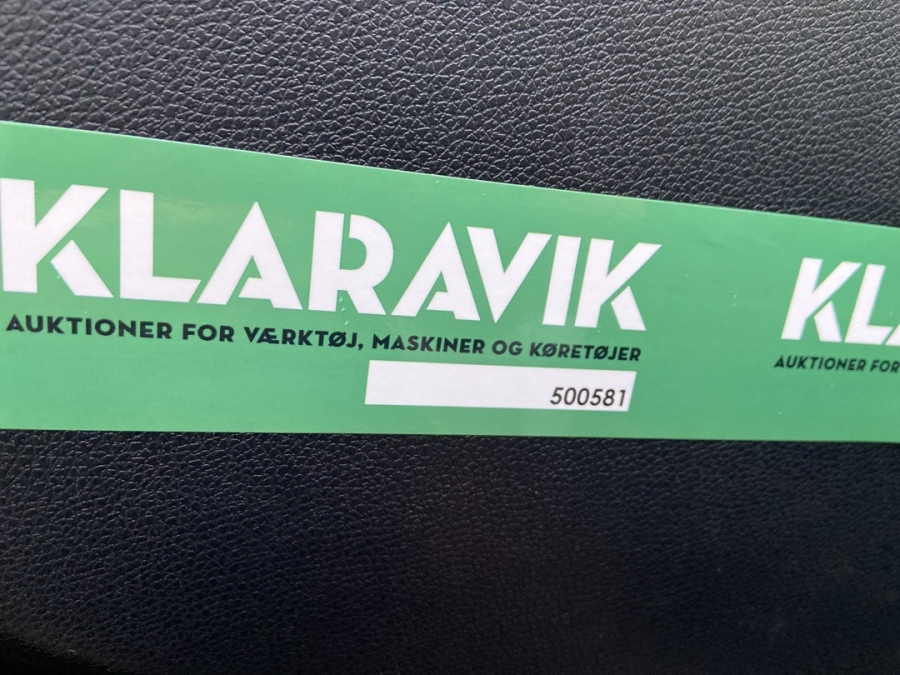 KLARAVIK
AUKTIONER FOR VÆRKTØJ, MASKINER OG KØRETØJER
500581
KLA
AUKTIONER FOR